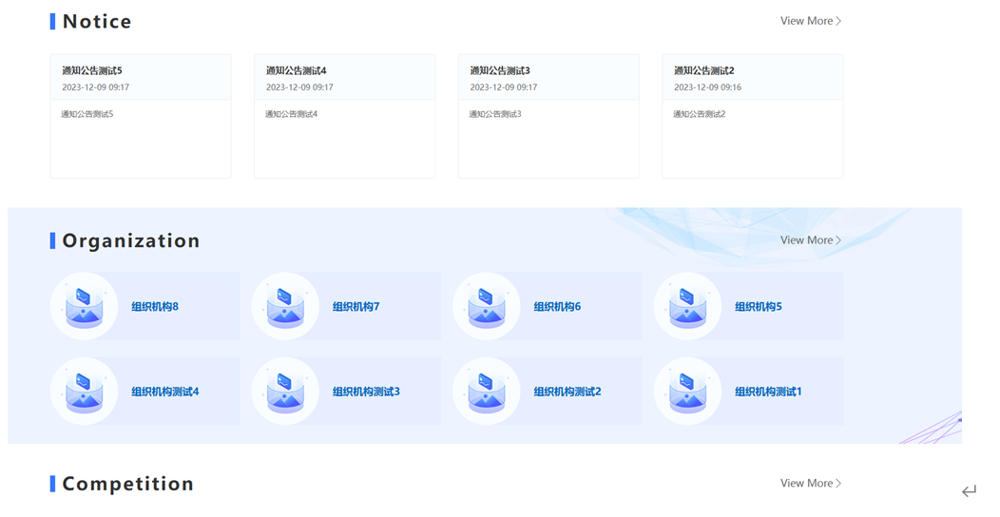 Notice
View More
通知公告测试5
2023-12-09 09:17
通知公告测试5
通知公告测试4
2023-12-09 09:17
通知公告测试4
通知公告测试3
2023-12-09 09:17
通知公告测试3
通知公告测试2
2023-12-09 09:16
通知公告测试2
Organization
View More
组织机构8
组织机构7
组织机构6
组织机构5
组织机构测试4
组织机构测试3
组织机构测试2
组织机构测试1
Competition
View More